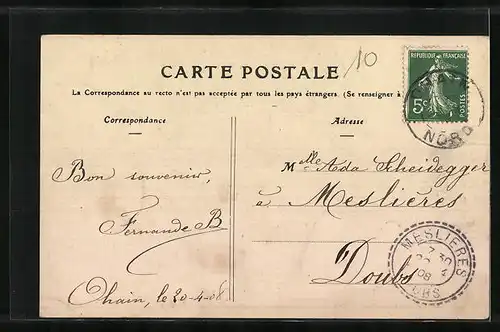 10
CARTE POSTALE
La Correspondance au recto n'est pas acceptée par tous les pays étrangers. (Se renseigner à
Correspondance
Adresse
REPUBLIQUE FRANÇAISE
5c
POSTES
NORD
Bon souvenir,
Fernande B
Ohain, le 20-4-08
Mlle Ada Scheidegger
à Meslières
Doubs
MESLIERES
30
08